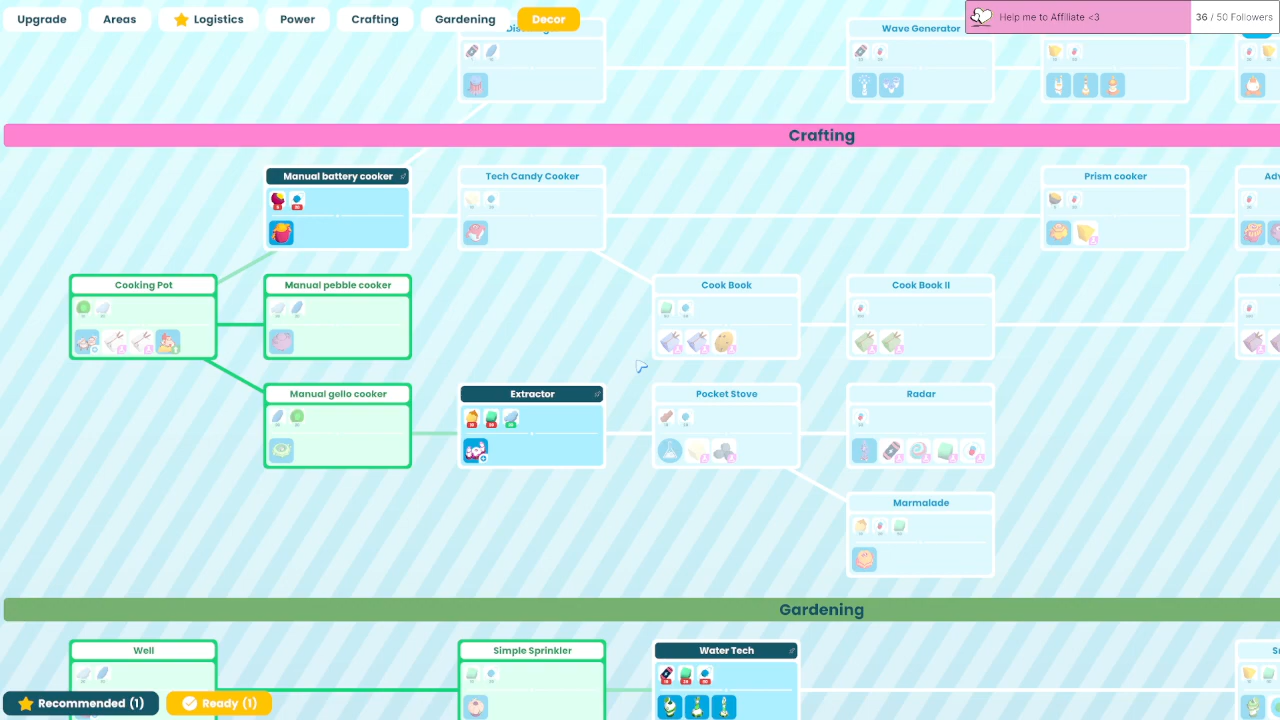 Upgrade
Areas
Logistics
Power
Crafting
Gardening
Decor
Help me to Affiliate <3
36 / 50 Followers
Wave Generator
Crafting
Manual battery cooker
Tech Candy Cooker
Prism cooker
Adv
Cooking Pot
Manual pebble cooker
Cook Book
Cook Book II
Manual gello cooker
Extractor
Pocket Stove
Radar
Marmalade
Gardening
Well
Simple Sprinkler
Water Tech
Recommended (1)
Ready (1)